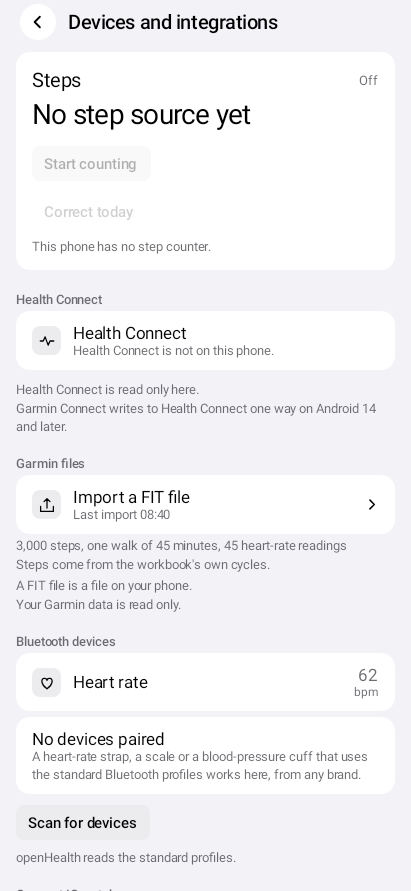 Devices and integrations
Steps
Off
No step source yet
Start counting
Correct today
This phone has no step counter.
Health Connect
Health Connect
Health Connect is not on this phone.
Health Connect is read only here.
Garmin Connect writes to Health Connect one way on Android 14
and later.
Garmin files
Import a FIT file
Last import 08:40
3,000 steps, one walk of 45 minutes, 45 heart-rate readings
Steps come from the workbook's own cycles.
A FIT file is a file on your phone.
Your Garmin data is read only.
Bluetooth devices
Heart rate
62
bpm
No devices paired
A heart-rate strap, a scale or a blood-pressure cuff that uses
the standard Bluetooth profiles works here, from any brand.
Scan for devices
openHealth reads the standard profiles.